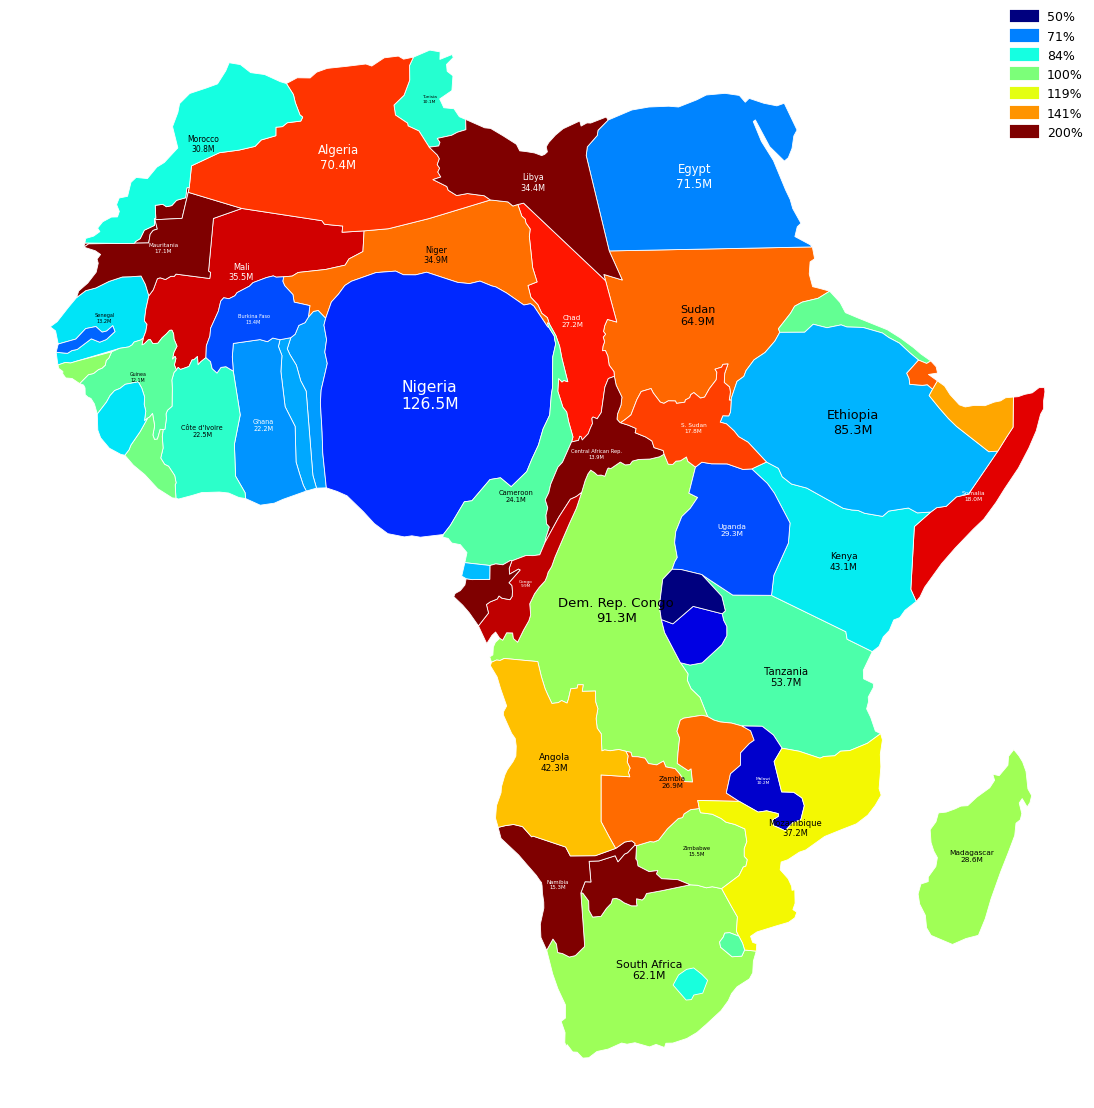 50%
71%
84%
100%
119%
141%
200%
Tunisia
10.1M
Morocco
30.8M
Algeria
70.4M
Libya
34.4M
Egypt
71.5M
Mauritania
17.1M
Mali
35.5M
Niger
34.9M
Senegal
13.2M
Burkina Faso
13.4M
Chad
27.2M
Sudan
64.9M
Guinea
12.1M
Nigeria
126.5M
Ethiopia
85.3M
Côte d'Ivoire
22.5M
Ghana
22.2M
S. Sudan
17.8M
Central African Rep.
13.9M
Cameroon
24.1M
Somalia
18.0M
Uganda
29.3M
Kenya
43.1M
Congo
9.9M
Dem. Rep. Congo
91.3M
Tanzania
53.7M
Angola
42.3M
Zambia
26.9M
Malawi
Mozambique
37.2M
Zimbabwe
15.5M
Madagascar
28.6M
Namibia
15.3M
South Africa
62.1M